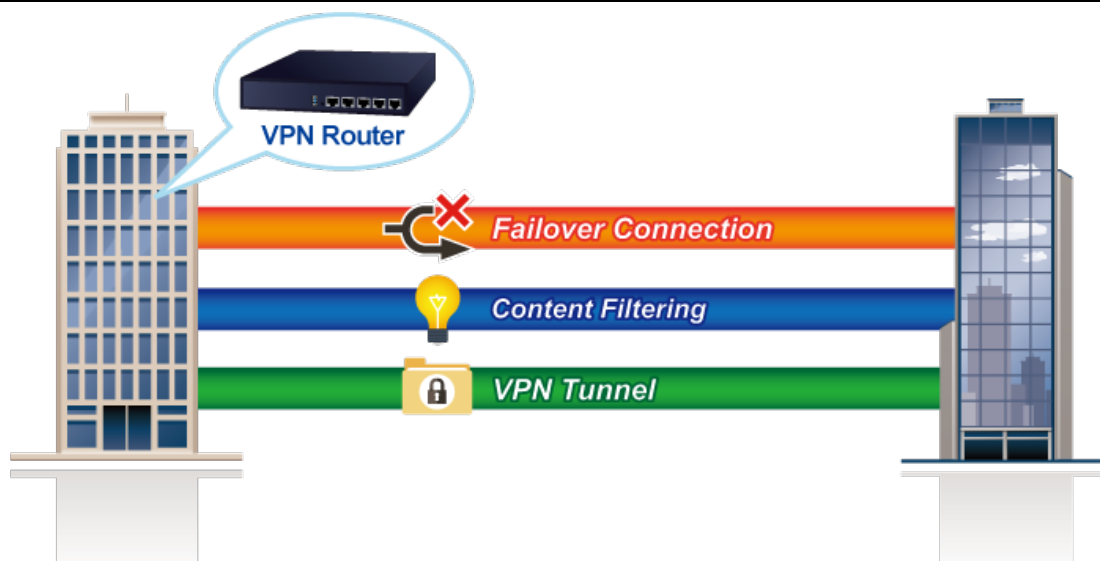 VPN Router
Failover Connection
Content Filtering
VPN Tunnel